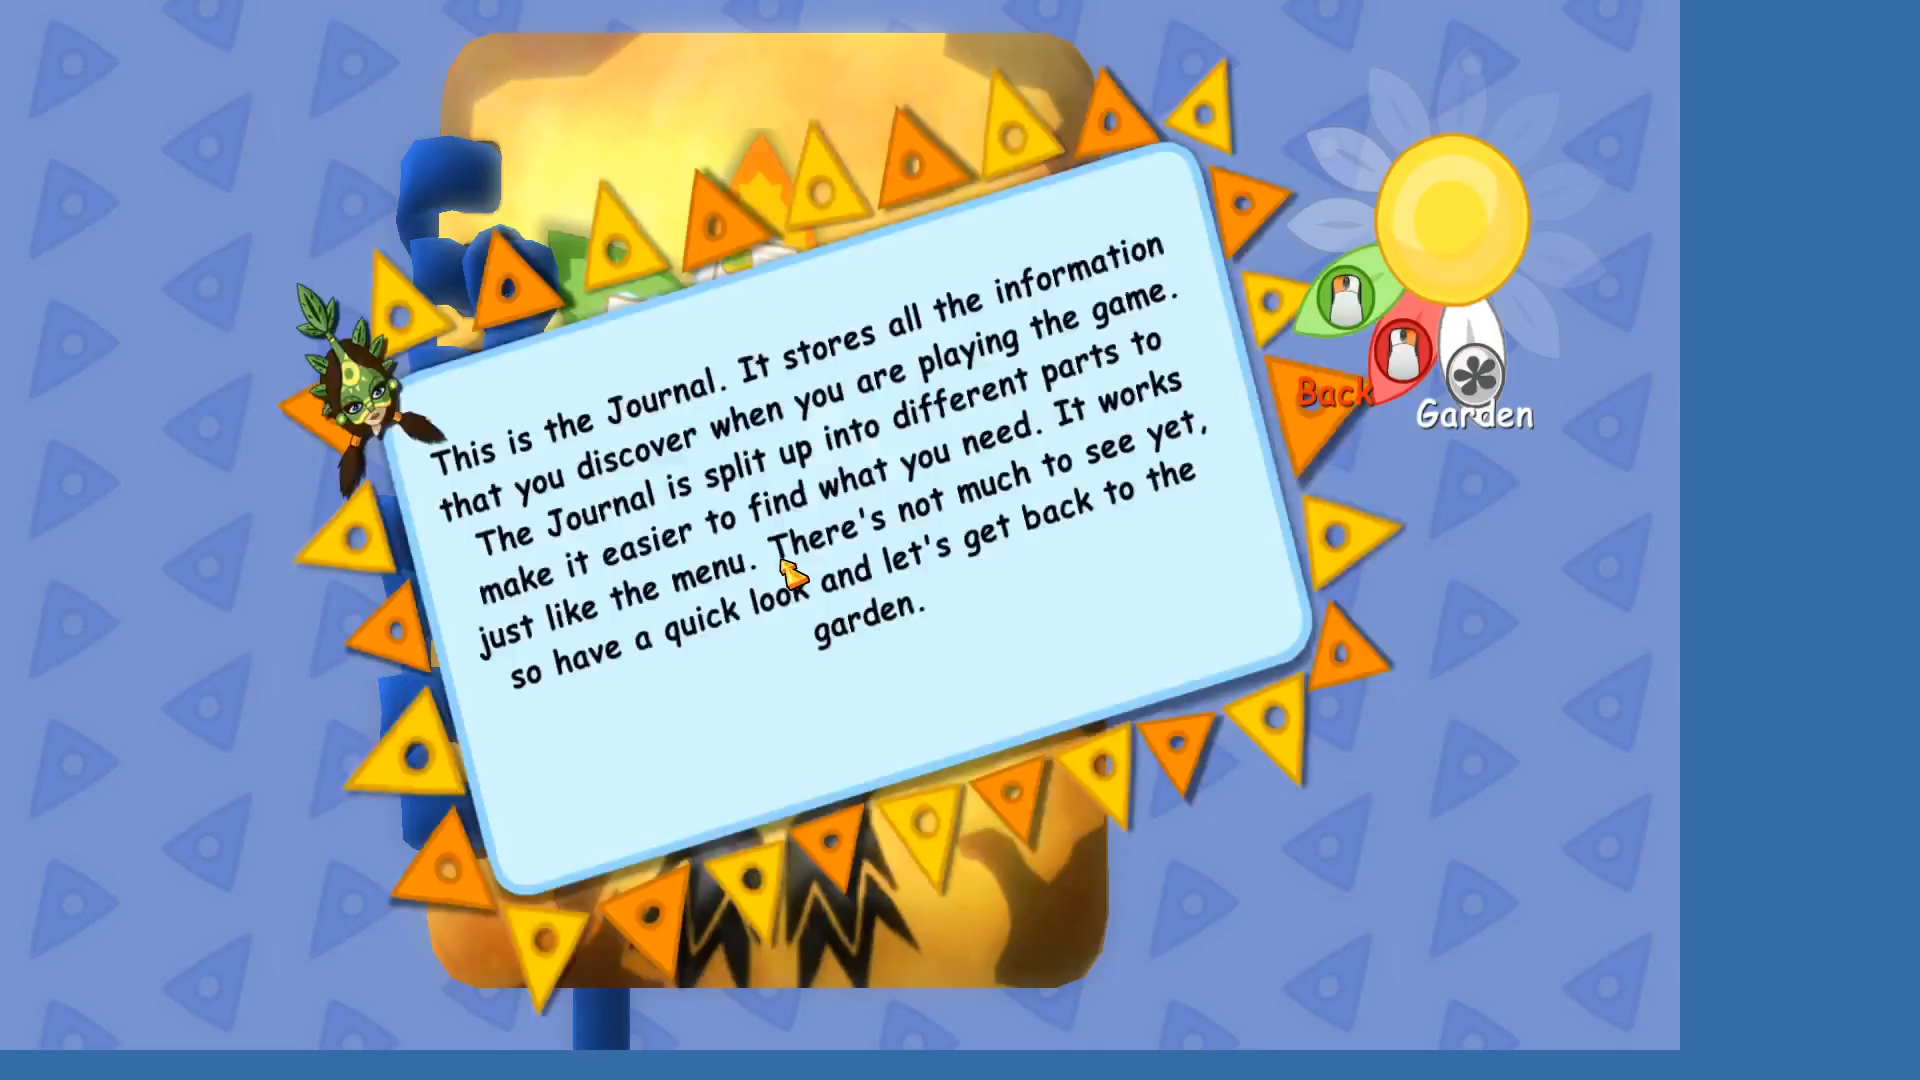 This is the Journal. It stores all the information
that you discover when you are playing the game.
The Journal is split up into different parts to
make it easier to find what you need. It works
just like the menu. There's not much to see yet,
so have a quick look and let's get back to the
garden.
Back
Garden